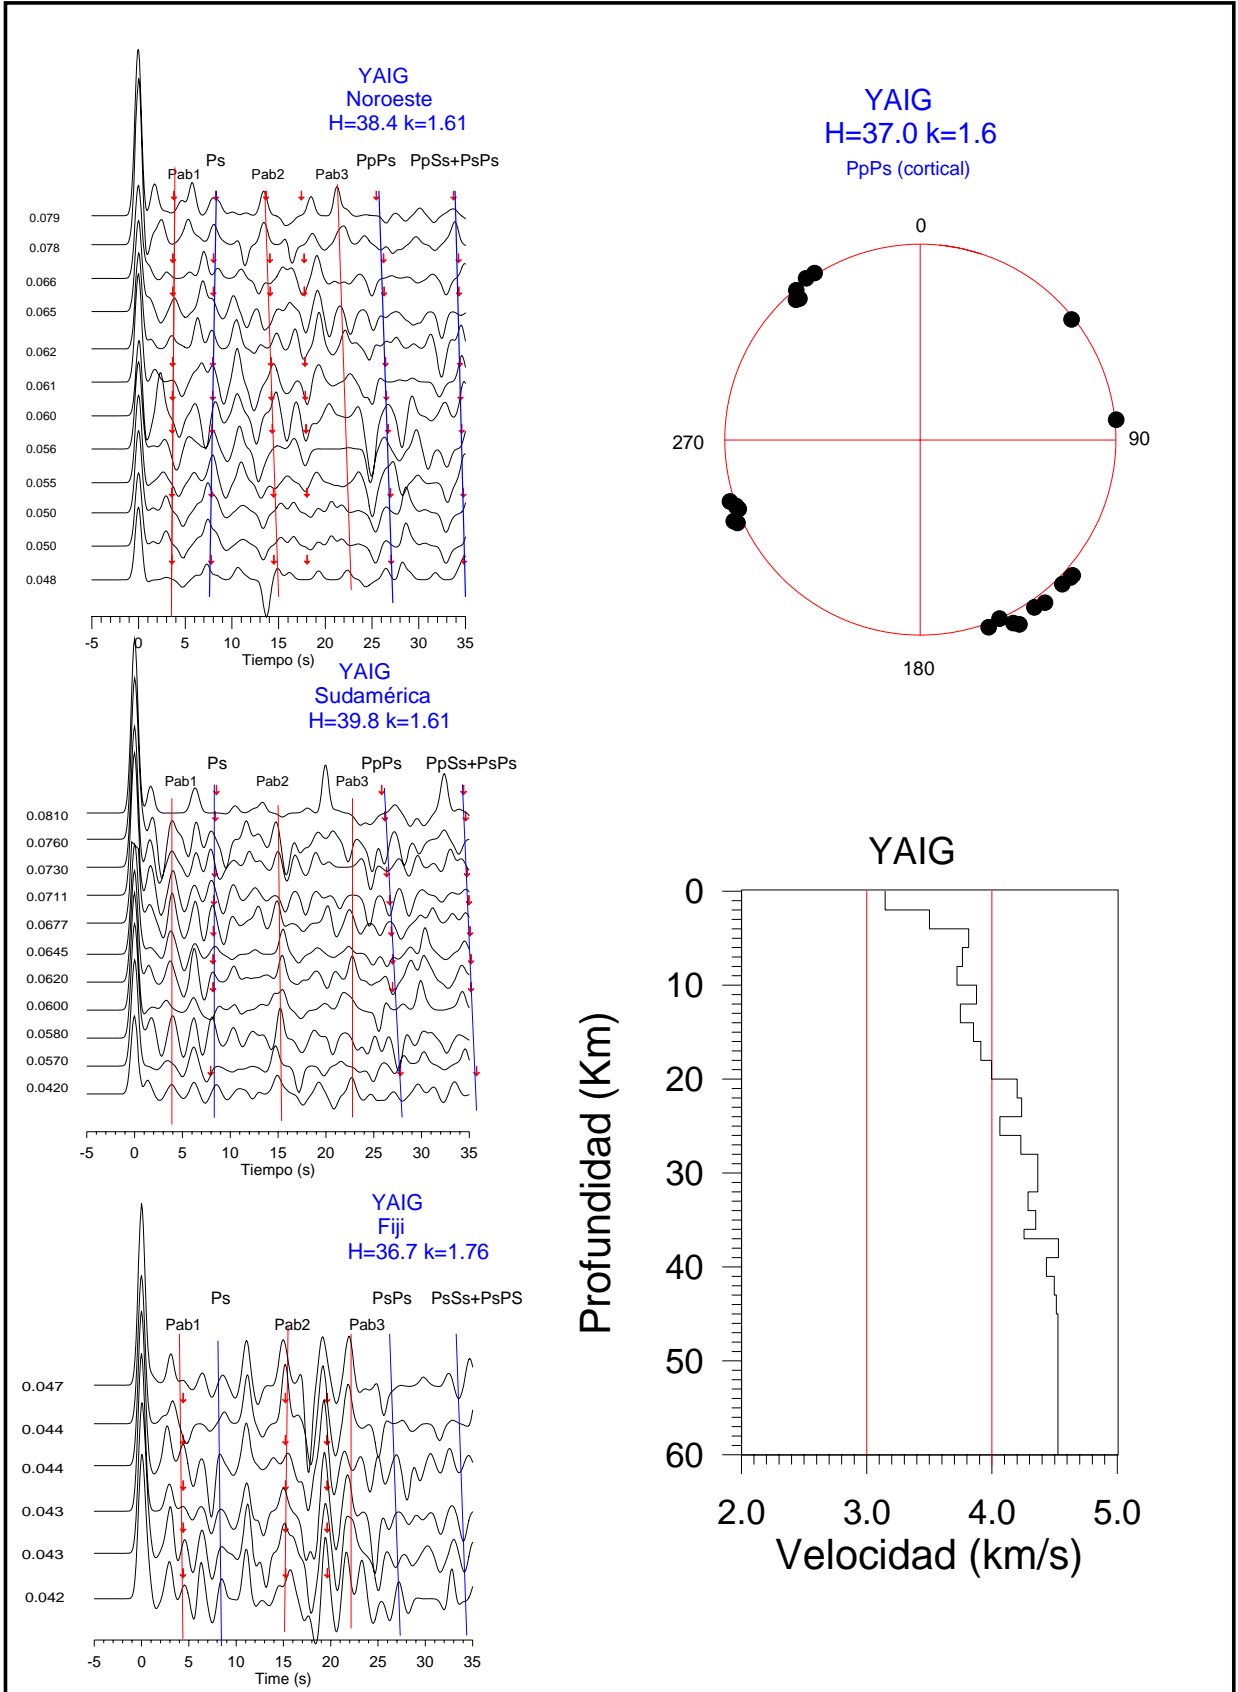 YAIG
Noroeste
H=38.4 k=1.61
Pab1 Ps Pab2 Pab3 PpPs PpSs+PsPs
0.079
0.078
0.066
0.065
0.062
0.061
0.060
0.056
0.055
0.050
0.050
0.048
-5 0 5 10 15 20 25 30 35
Tiempo (s)
YAIG
Sudamérica
H=39.8 k=1.61
Pab1 Ps Pab2 Pab3 PpPs PpSs+PsPs
0.0810
0.0760
0.0730
0.0711
0.0677
0.0645
0.0620
0.0600
0.0580
0.0570
0.0420
-5 0 5 10 15 20 25 30 35
Tiempo (s)
YAIG
Fiji
H=36.7 k=1.76
Pab1 Ps Pab2 Pab3 PsPs PsSs+PsPS
0.047
0.044
0.044
0.043
0.043
0.042
-5 0 5 10 15 20 25 30 35
Time (s)
YAIG
H=37.0 k=1.6
PpPs (cortical)
0
270 90
180
YAIG
0
10
20
30
40
50
60
Profundidad (Km)
2.0 3.0 4.0 5.0
Velocidad (km/s)